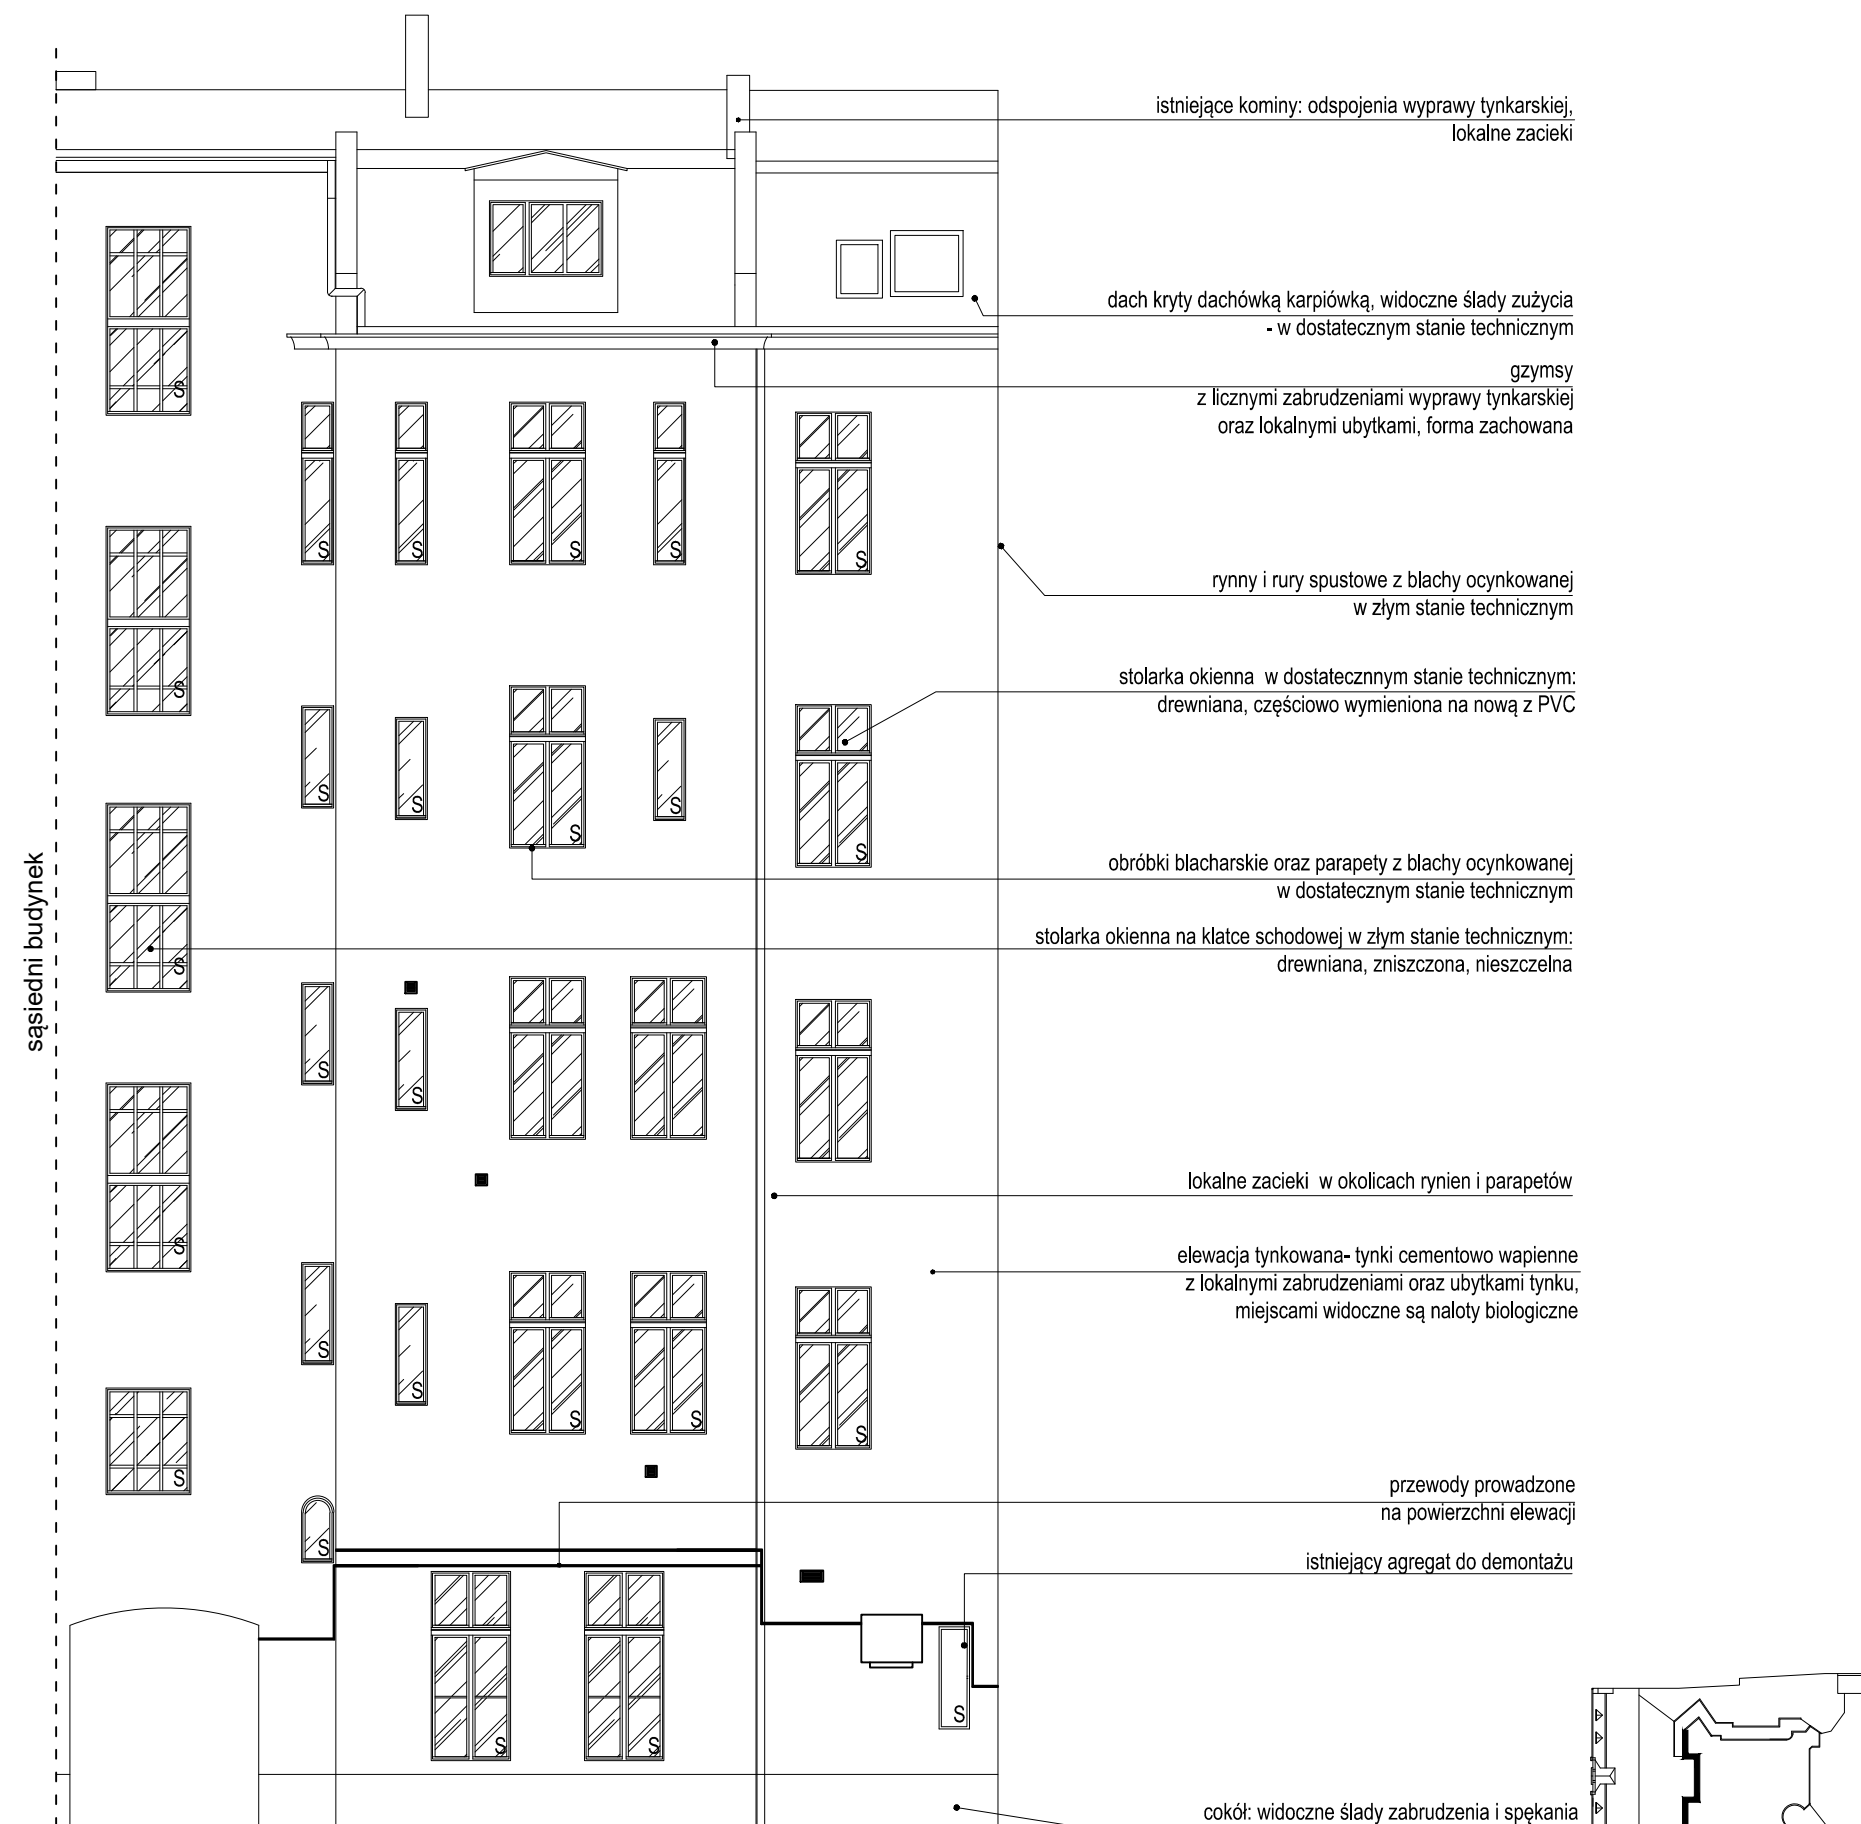 istniejące kominy: odspojenia wyprawy tynkarskiej,
lokalne zacieki
dach kryty dachówką karpiówką, widoczne ślady zużycia
- w dostatecznym stanie technicznym
gzymsy
z licznymi zabrudzeniami wyprawy tynkarskiej
oraz lokalnymi ubytkami, forma zachowana
S
S
S
S
S
S
rynny i rury spustowe z blachy ocynkowanej
w złym stanie technicznym
stolarka okienna w dostatecznnym stanie technicznym:
drewniana, częściowo wymieniona na nową z PVC
S
S
S
S
S
S
obróbki blacharskie oraz parapety z blachy ocynkowanej
w dostatecznym stanie technicznym
sąsiedni budynek
stolarka okienna na klatce schodowej w złym stanie technicznym:
drewniana, zniszczona, nieszczelna
S
S
S
lokalne zacieki w okolicach rynien i parapetów
elewacja tynkowana- tynki cementowo wapienne
z lokalnymi zabrudzeniami oraz ubytkami tynku,
miejscami widoczne są naloty biologiczne
S
S
S
S
S
S
S
przewody prowadzone
na powierzchni elewacji
S
istniejący agregat do demontażu
S
S
S
cokół: widoczne ślady zabrudzenia i spękania